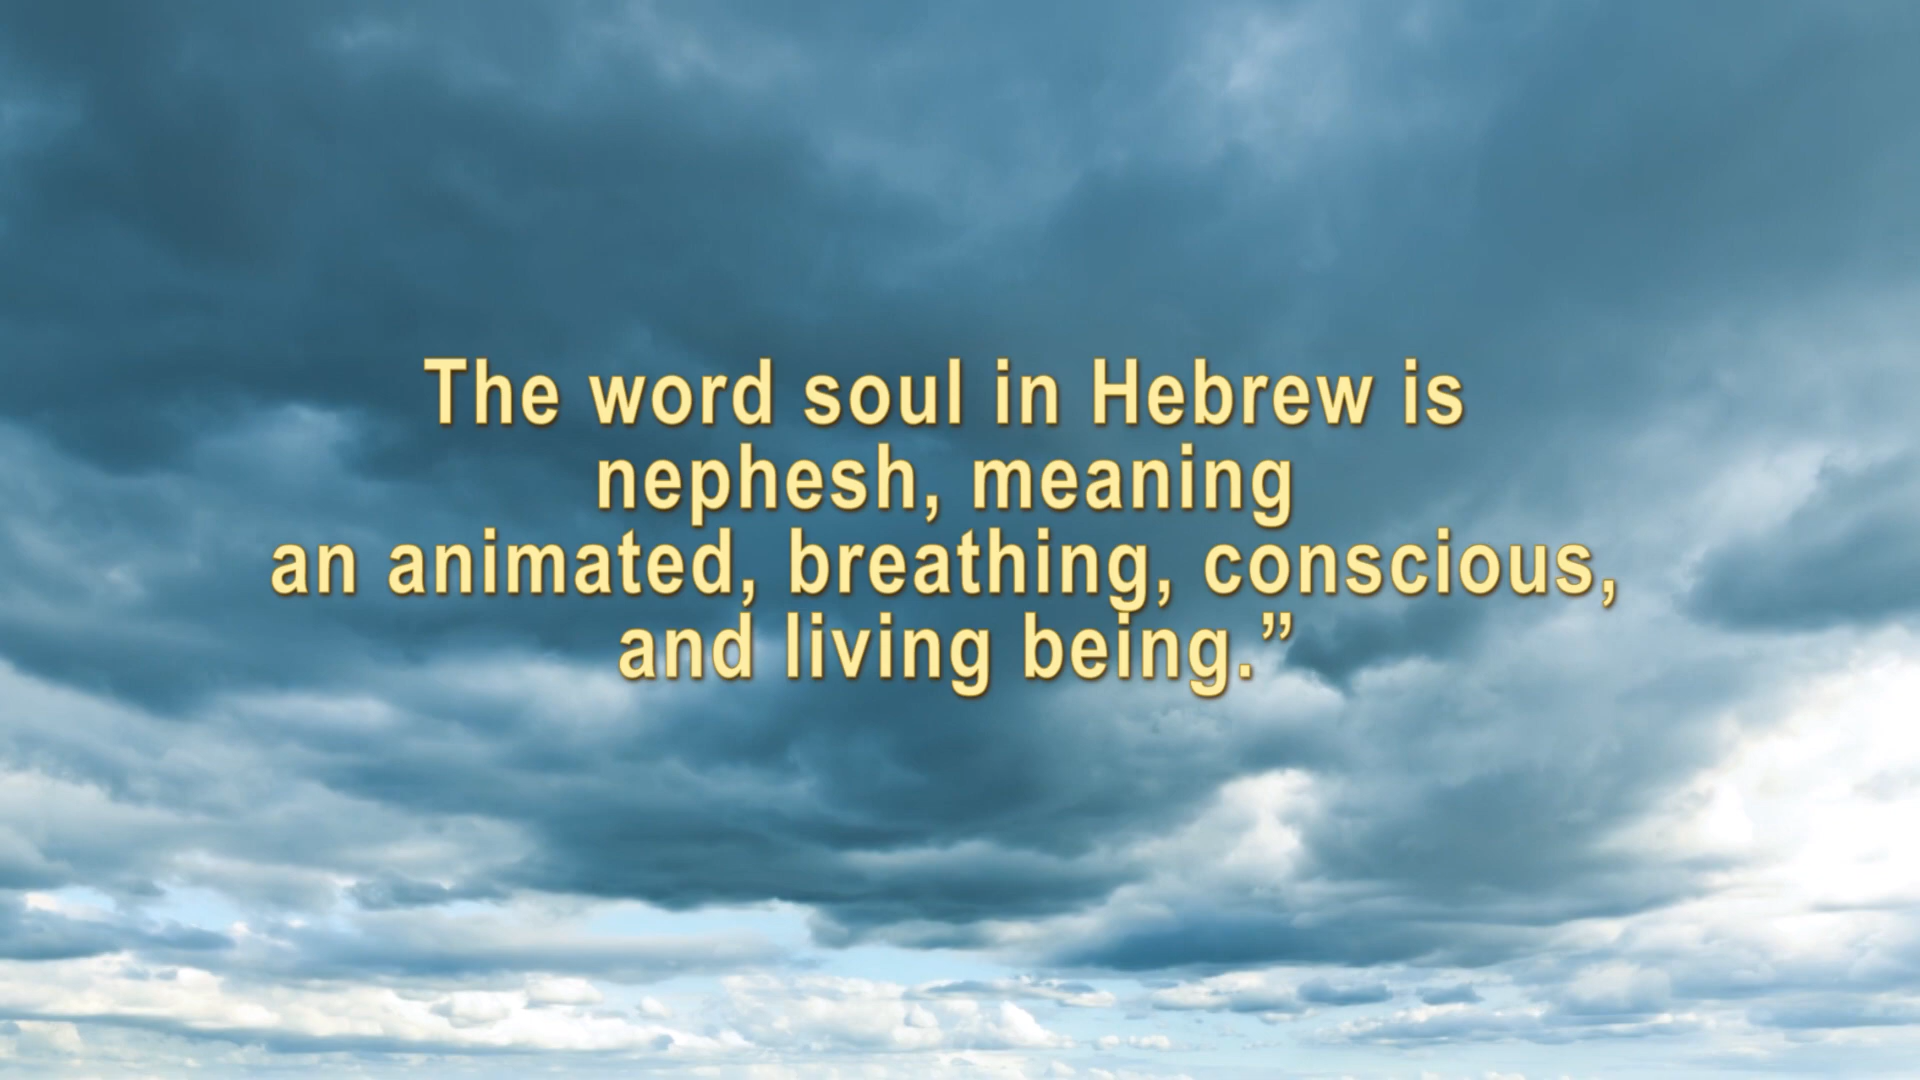 The word soul in Hebrew is
nephesh, meaning
an animated, breathing, conscious,
and living being.”